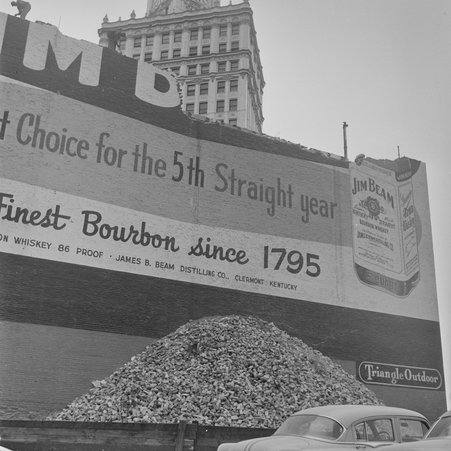 IM B
t Choice for the 5th Straight year
Finest Bourbon since 1795
ON WHISKEY 86 PROOF · JAMES B. BEAM DISTILLING CO., CLERMONT, KENTUCKY
JIM BEAM
Triangle Outdoor